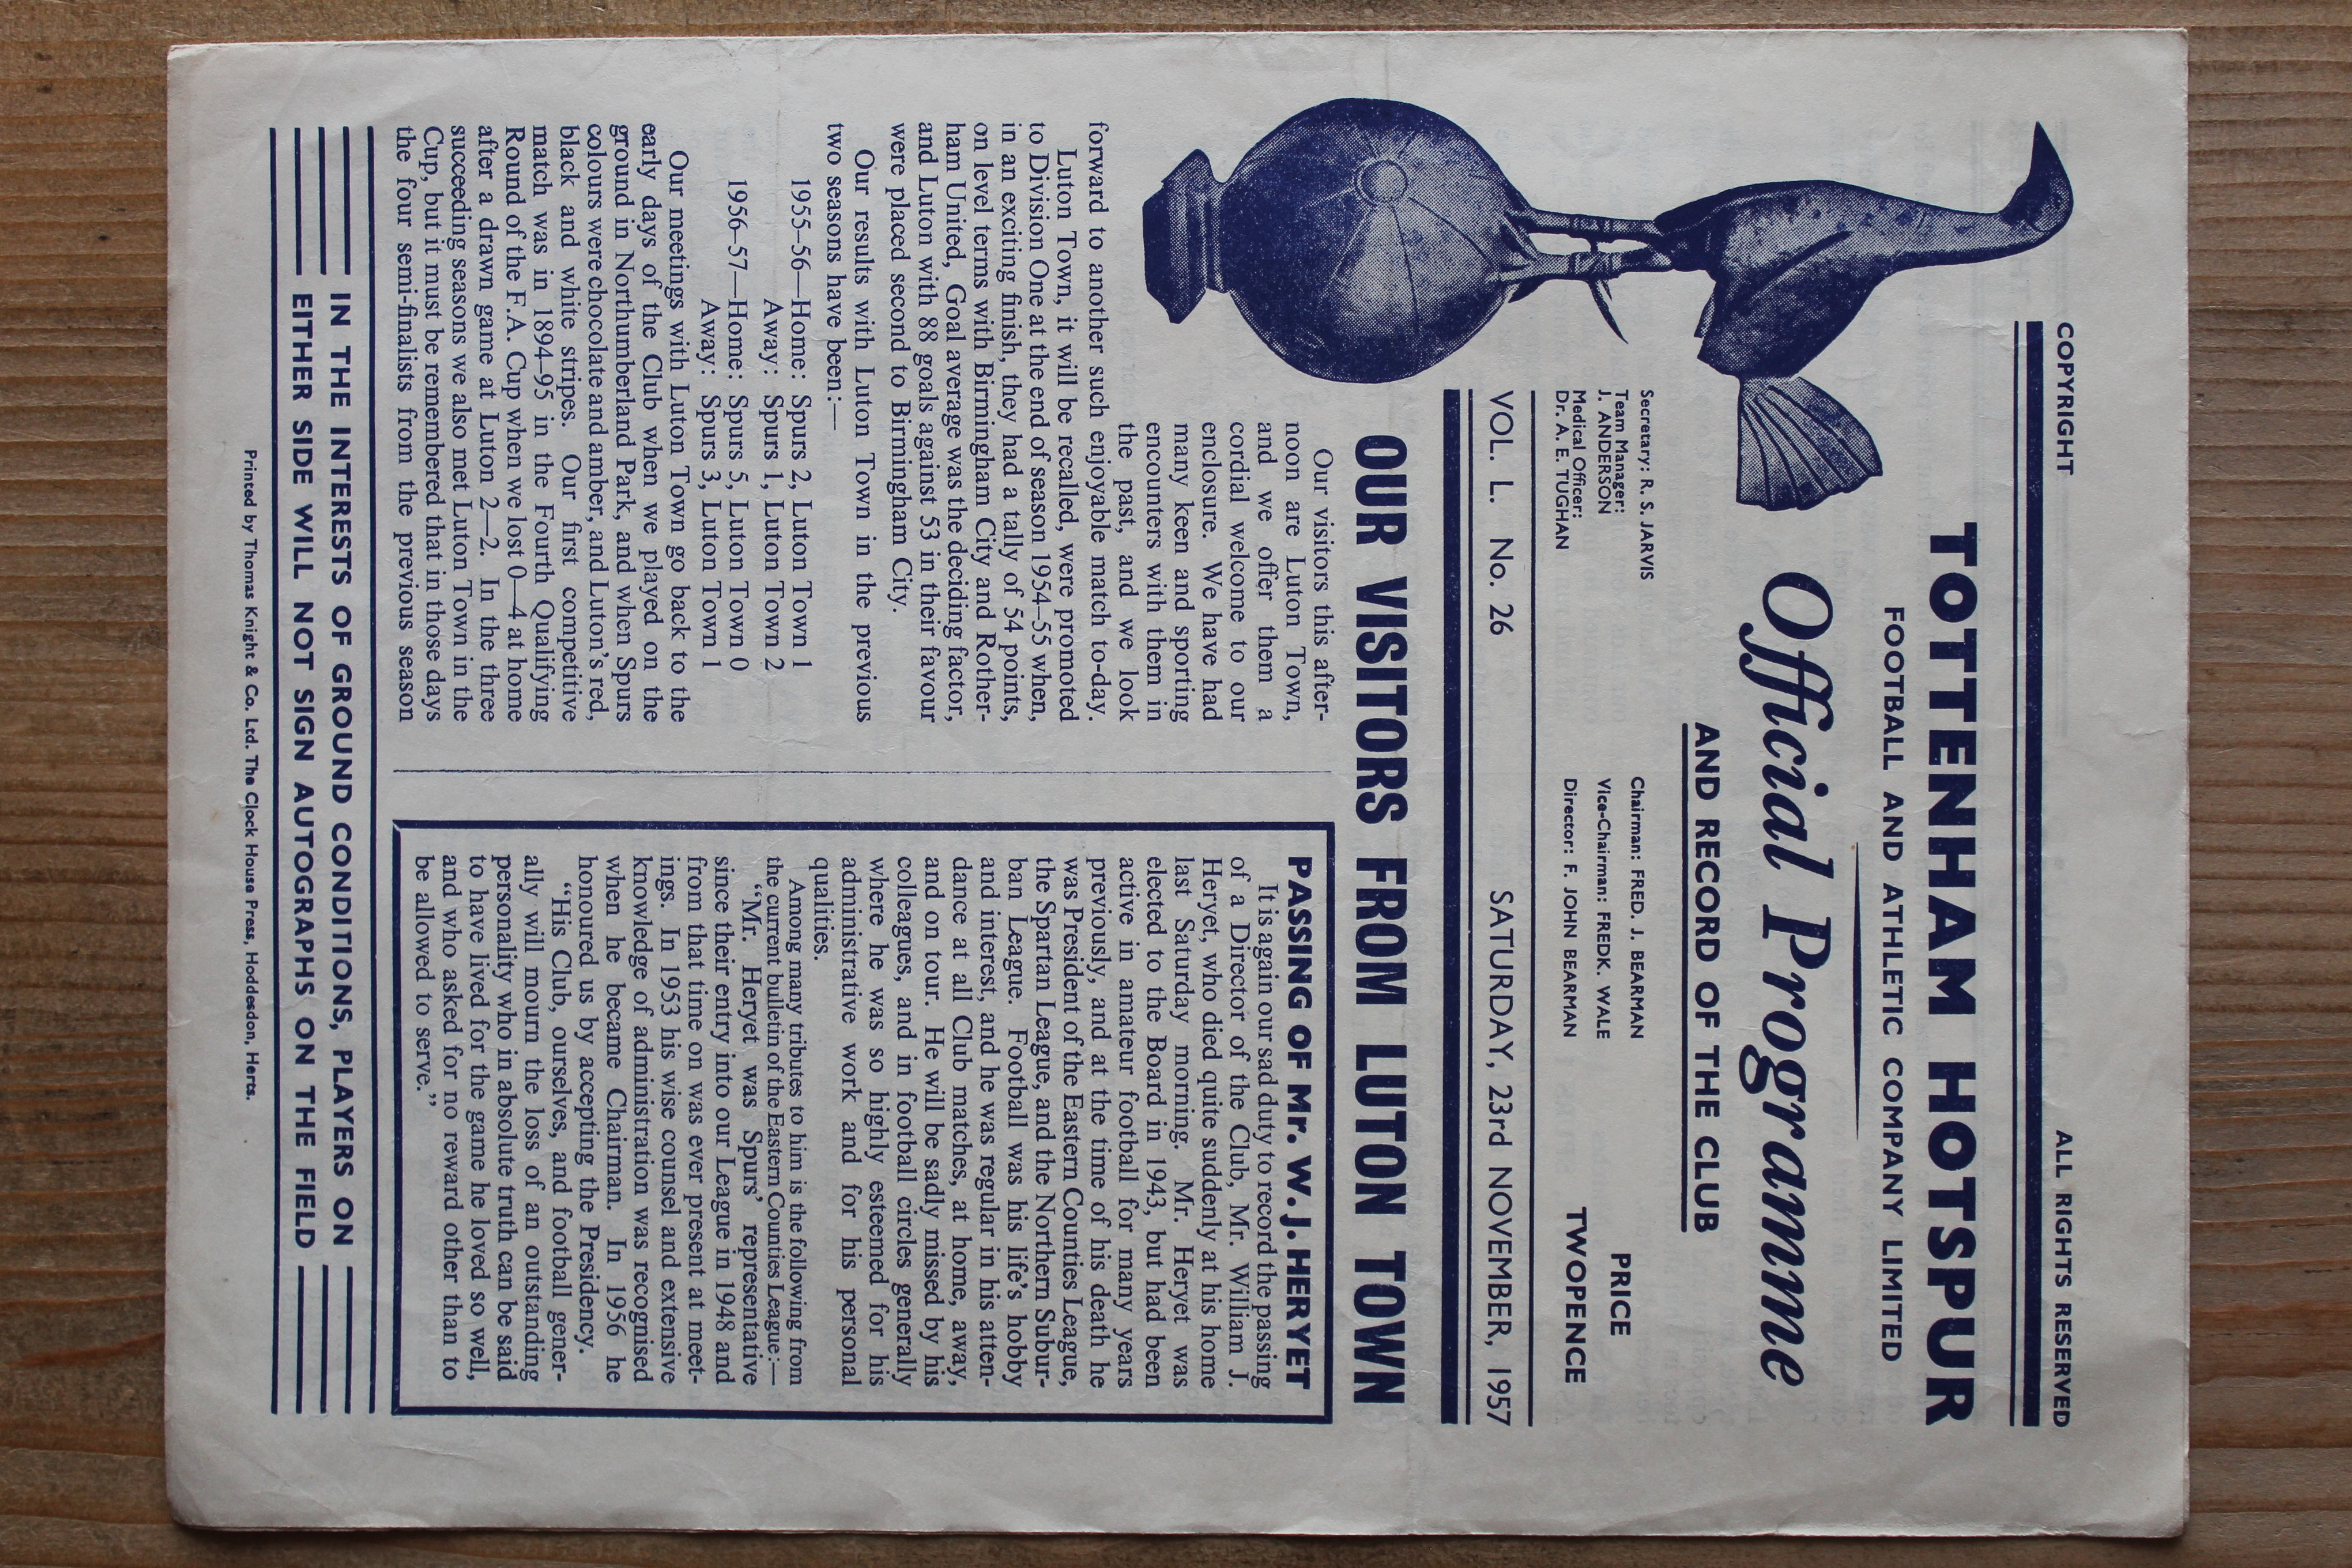 COPYRIGHT ALL RIGHTS RESERVED
TOTTENHAM HOTSPUR
FOOTBALL AND ATHLETIC COMPANY LIMITED
Official Programme
AND RECORD OF THE CLUB
Secretary: R. S. JARVIS
Team Manager:
J. ANDERSON
Medical Officer:
Dr. A. E. TUGHAN
Chairman: FRED. J. BEARMAN
Vice-Chairman: FREDK. WALE
Director: F. JOHN BEARMAN
PRICE
TWOPENCE
VOL. L. No. 26 SATURDAY, 23rd NOVEMBER, 1957
OUR VISITORS FROM LUTON TOWN
Our visitors this after-
noon are Luton Town,
and we offer them a
cordial welcome to our
enclosure. We have had
many keen and sporting
encounters with them in
the past, and we look
forward to another such enjoyable match to-day.
Luton Town, it will be recalled, were promoted
to Division One at the end of season 1954–55 when,
in an exciting finish, they had a tally of 54 points,
on level terms with Birmingham City and Rother-
ham United, Goal average was the deciding factor,
and Luton with 88 goals against 53 in their favour
were placed second to Birmingham City.
Our results with Luton Town in the previous
two seasons have been:—
1955–56—Home: Spurs 2, Luton Town 1
Away: Spurs 1, Luton Town 2
1956–57—Home: Spurs 5, Luton Town 0
Away: Spurs 3, Luton Town 1
Our meetings with Luton Town go back to the
early days of the Club when we played on the
ground in Northumberland Park, and when Spurs
colours were chocolate and amber, and Luton's red,
black and white stripes. Our first competitive
match was in 1894–95 in the Fourth Qualifying
Round of the F.A. Cup when we lost 0—4 at home
after a drawn game at Luton 2—2. In the three
succeeding seasons we also met Luton Town in the
Cup, but it must be remembered that in those days
the four semi-finalists from the previous season
PASSING OF Mr. W. J. HERYET
It is again our sad duty to record the passing
of a Director of the Club, Mr. William J.
Heryet, who died quite suddenly at his home
last Saturday morning. Mr. Heryet was
elected to the Board in 1943, but had been
active in amateur football for many years
previously, and at the time of his death he
was President of the Eastern Counties League,
the Spartan League, and the Northern Subur-
ban League. Football was his life's hobby
and interest, and he was regular in his atten-
dance at all Club matches, at home, away,
and on tour. He will be sadly missed by his
colleagues, and in football circles generally
where he was so highly esteemed for his
administrative work and for his personal
qualities.
Among many tributes to him is the following from
the current bulletin of the Eastern Counties League:—
“Mr. Heryet was Spurs' representative
since their entry into our League in 1948 and
from that time on was ever present at meet-
ings. In 1953 his wise counsel and extensive
knowledge of administration was recognised
when he became Chairman. In 1956 he
honoured us by accepting the Presidency.
“His Club, ourselves, and football gener-
ally will mourn the loss of an outstanding
personality who in absolute truth can be said
to have lived for the game he loved so well,
and who asked for no reward other than to
be allowed to serve.”
IN THE INTERESTS OF GROUND CONDITIONS, PLAYERS ON
EITHER SIDE WILL NOT SIGN AUTOGRAPHS ON THE FIELD
Printed by Thomas Knight & Co. Ltd. The Clock House Press, Hoddesdon, Herts.